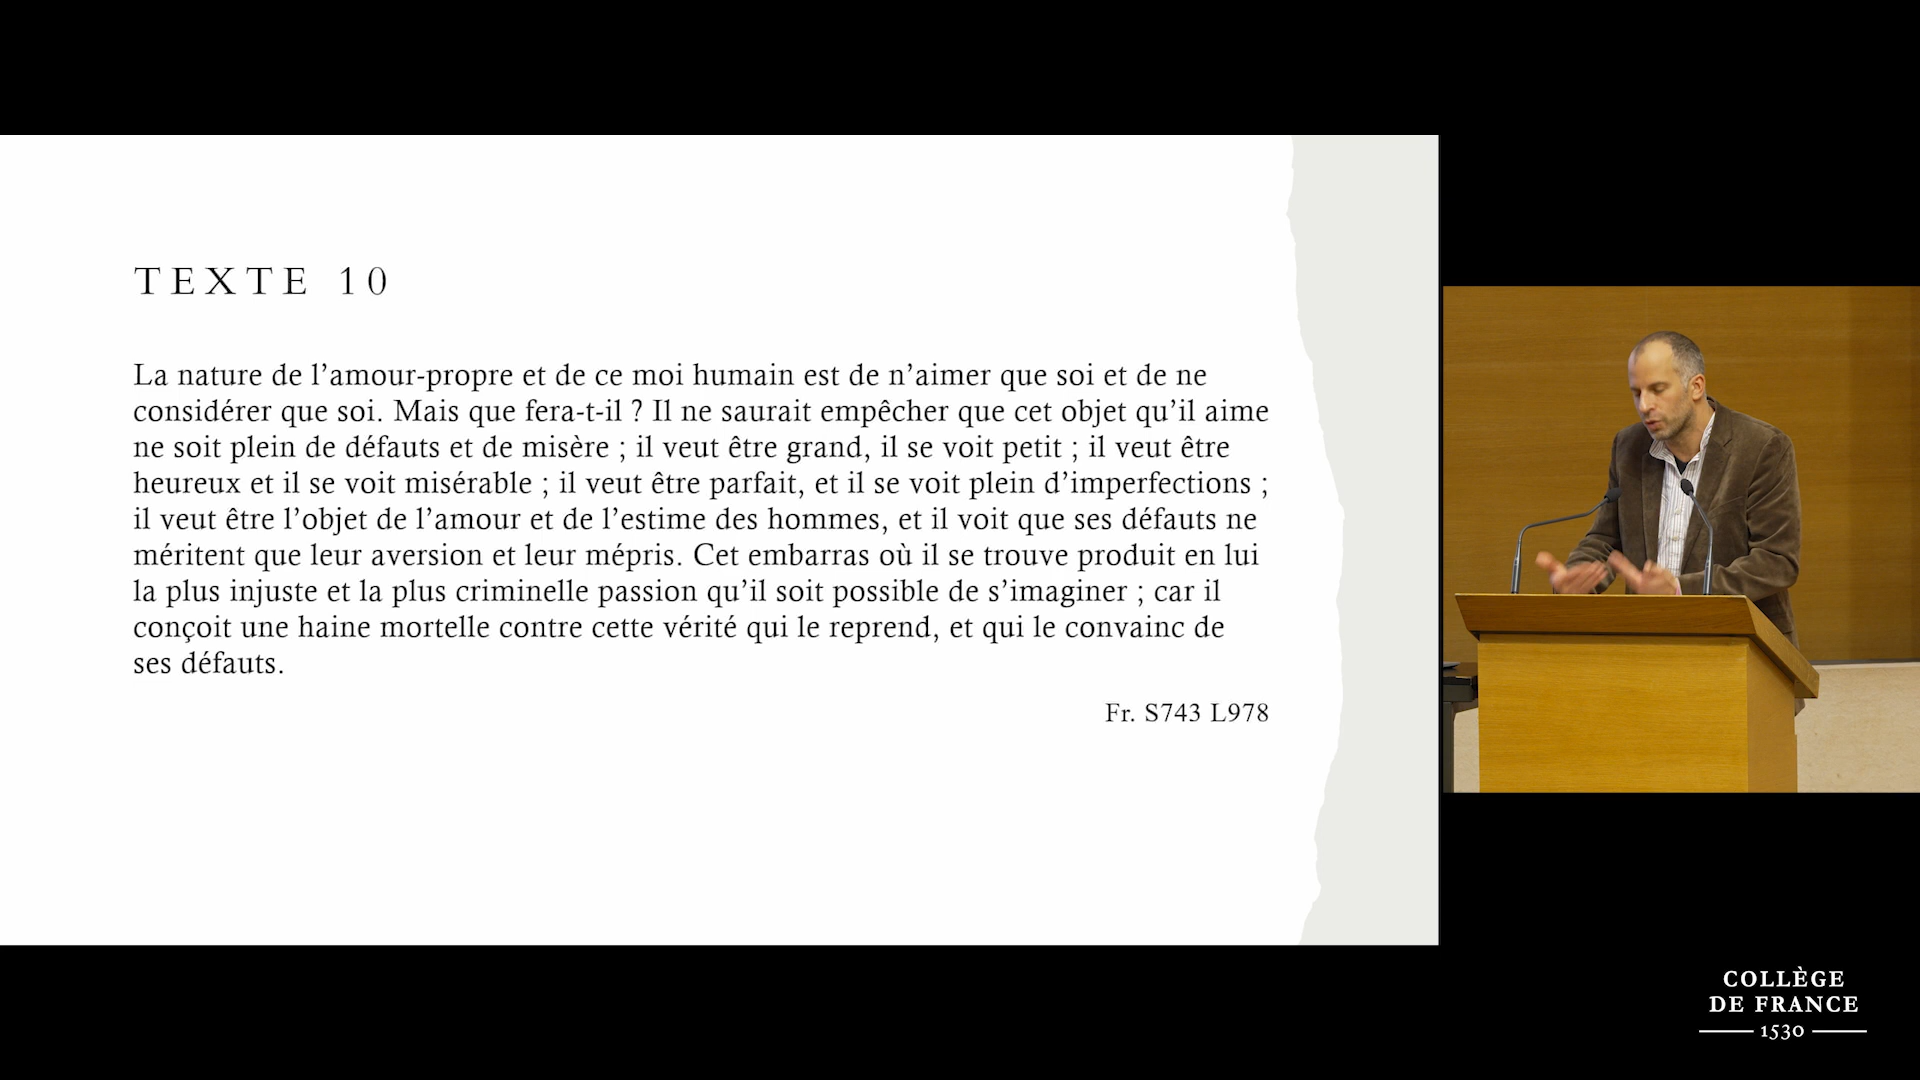 TEXTE 10
La nature de l’amour-propre et de ce moi humain est de n’aimer que soi et de ne
considérer que soi. Mais que fera-t-il ? Il ne saurait empêcher que cet objet qu’il aime
ne soit plein de défauts et de misère ; il veut être grand, il se voit petit ; il veut être
heureux et il se voit misérable ; il veut être parfait, et il se voit plein d’imperfections ;
il veut être l’objet de l’amour et de l’estime des hommes, et il voit que ses défauts ne
méritent que leur aversion et leur mépris. Cet embarras où il se trouve produit en lui
la plus injuste et la plus criminelle passion qu’il soit possible de s’imaginer ; car il
conçoit une haine mortelle contre cette vérité qui le reprend, et qui le convainc de
ses défauts.
Fr. S743 L978
COLLÈGE
DE FRANCE
1530